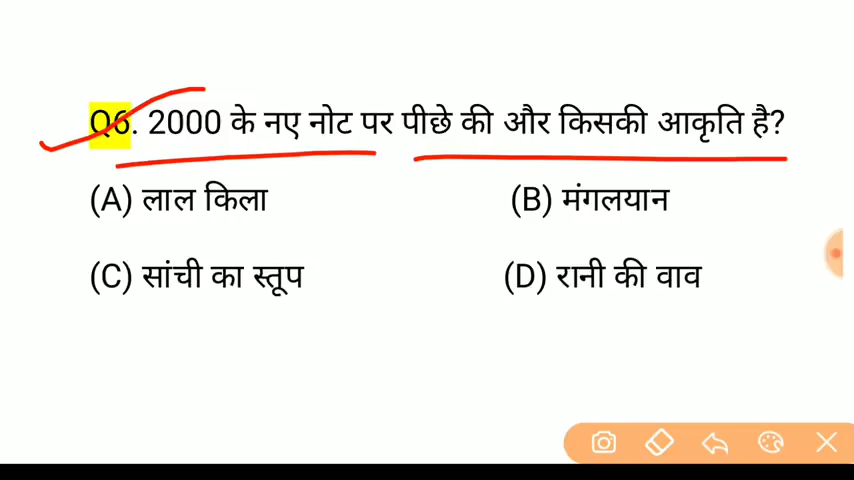 Q6. 2000 के नए नोट पर पीछे की और किसकी आकृति है?
(A) लाल किला (B) मंगलयान
(C) सांची का स्तूप (D) रानी की वाव